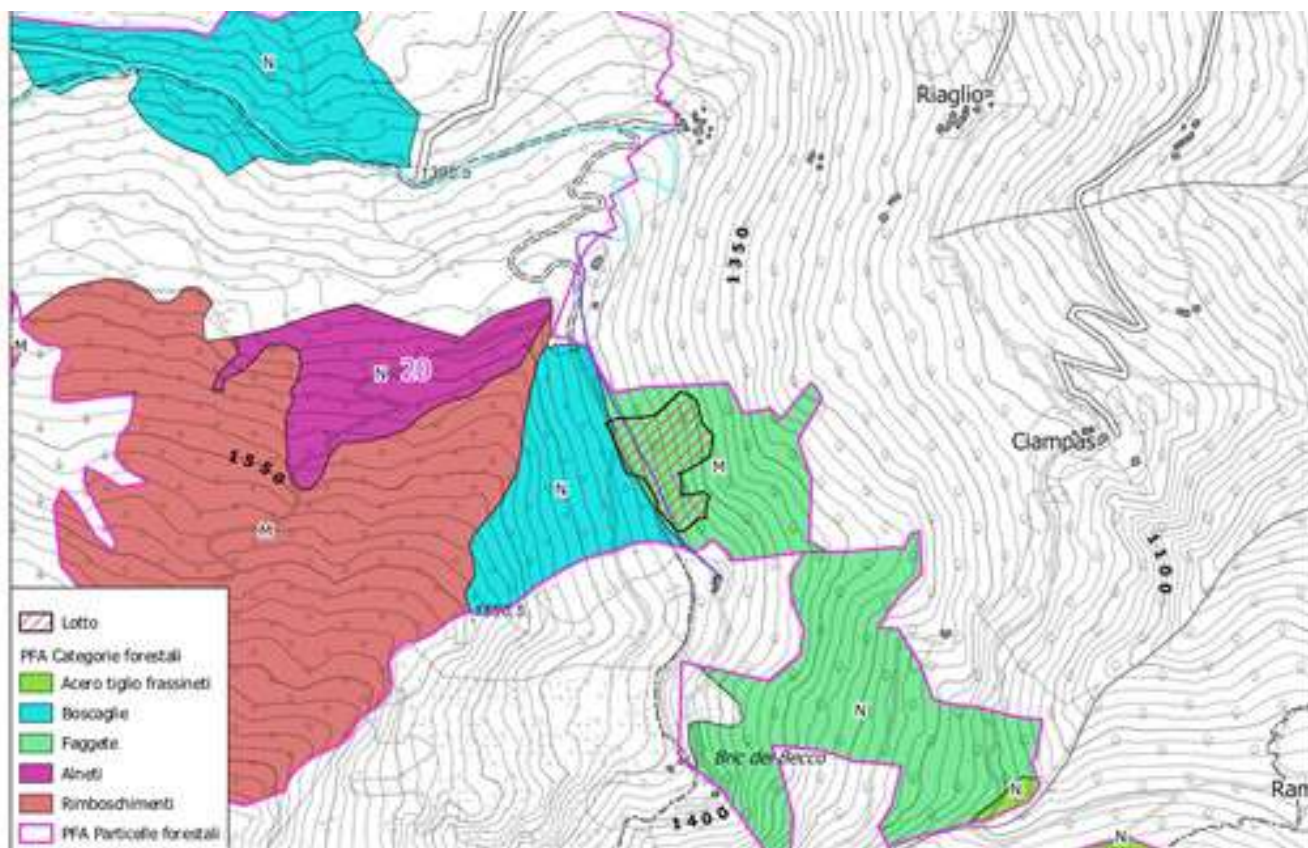 N
Riaglio
1350
M
N 20
Ciampas
1550
M
N
M
1100
Lotto
PFA Categorie forestali
Acero tiglio frassineti
Boscaglie
Faggete
Alneti
Rimboschimenti
PFA Particelle forestali
N
Bric del Becco
N
Ram
1400
N